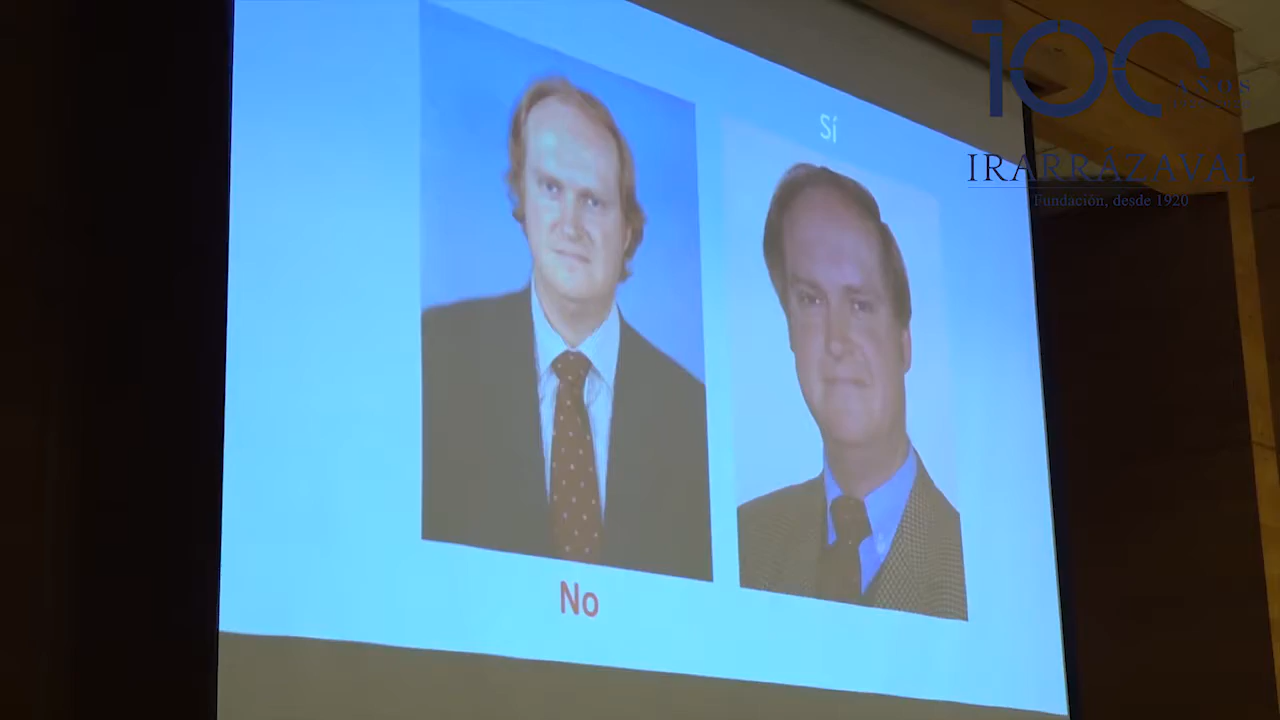 Sí
No
100
AÑOS
IRARRÁZAVAL
Fundación, desde 1920